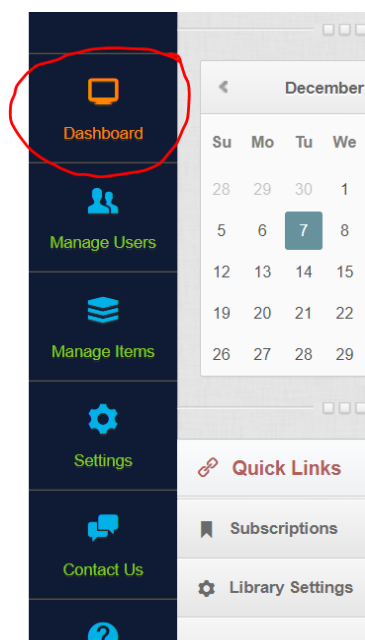 Dashboard
Manage Users
Manage Items
Settings
Contact Us
?
December
Su Mo Tu We
28 29 30 1
5 6 7 8
12 13 14 15
19 20 21 22
26 27 28 29
Quick Links
Subscriptions
Library Settings